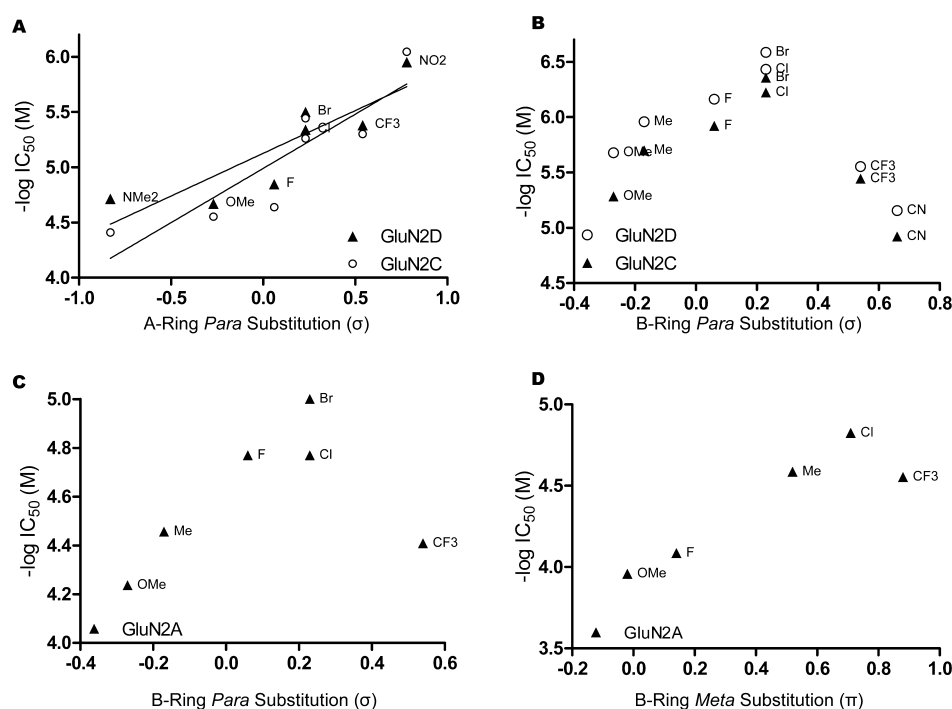 A
-log IC50 (M)
6.0
5.5
5.0
4.5
4.0
NO2
Br
Cl
CF3
NMe2
OMe
F
GluN2D
GluN2C
-1.0 -0.5 0.0 0.5 1.0
A-Ring Para Substitution (σ)
B
-log IC50 (M)
6.5
6.0
5.5
5.0
4.5
Br
Cl
Br
Cl
F
F
Me
Me
OMe
OMe
CF3
CF3
CN
CN
GluN2D
GluN2C
-0.4 -0.2 0.0 0.2 0.4 0.6 0.8
B-Ring Para Substitution (σ)
C
-log IC50 (M)
5.0
4.8
4.6
4.4
4.2
4.0
Br
F
Cl
Me
CF3
OMe
GluN2A
-0.4 -0.2 0.0 0.2 0.4 0.6
B-Ring Para Substitution (σ)
D
-log IC50 (M)
5.0
4.5
4.0
3.5
Cl
Me
CF3
F
OMe
GluN2A
-0.2 0.0 0.2 0.4 0.6 0.8 1.0
B-Ring Meta Substitution (π)